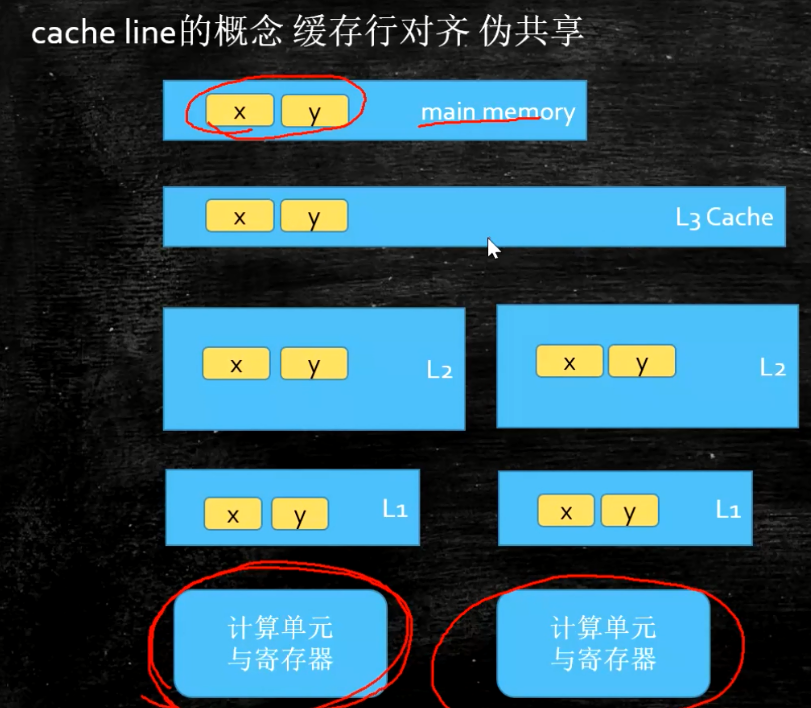 cache line的概念 缓存行对齐 伪共享
x y main memory
x y L3 Cache
x y L2 x y L2
x y L1 x y L1
计算单元 计算单元
与寄存器 与寄存器